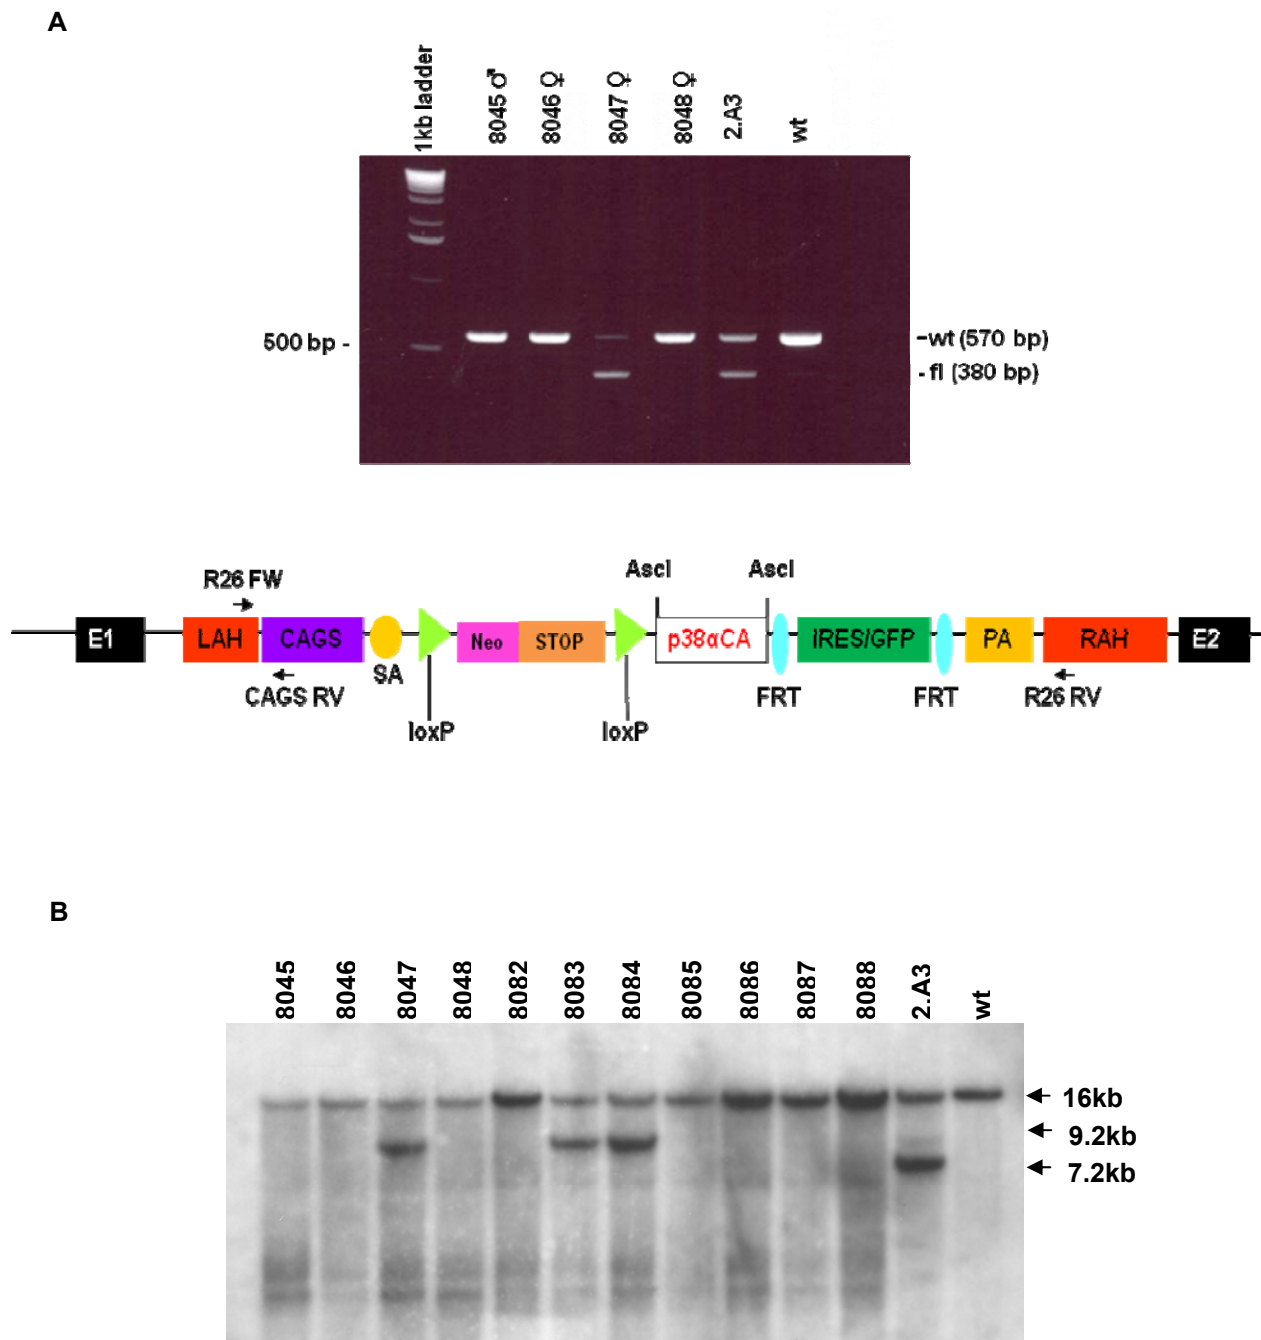 A
1kb ladder
8045 ♂
8046 ♀
8047 ♀
8048 ♀
2.A3
wt
500 bp -
-wt (570 bp)
- fl (380 bp)
AscI
AscI
R26 FW
E1
LAH
CAGS
Neo
STOP
p38αCA
IRES/GFP
PA
RAH
E2
SA
CAGS RV
FRT
FRT
R26 RV
loxP
loxP
B
8045
8046
8047
8048
8082
8083
8084
8085
8086
8087
8088
2.A3
wt
16kb
9.2kb
7.2kb